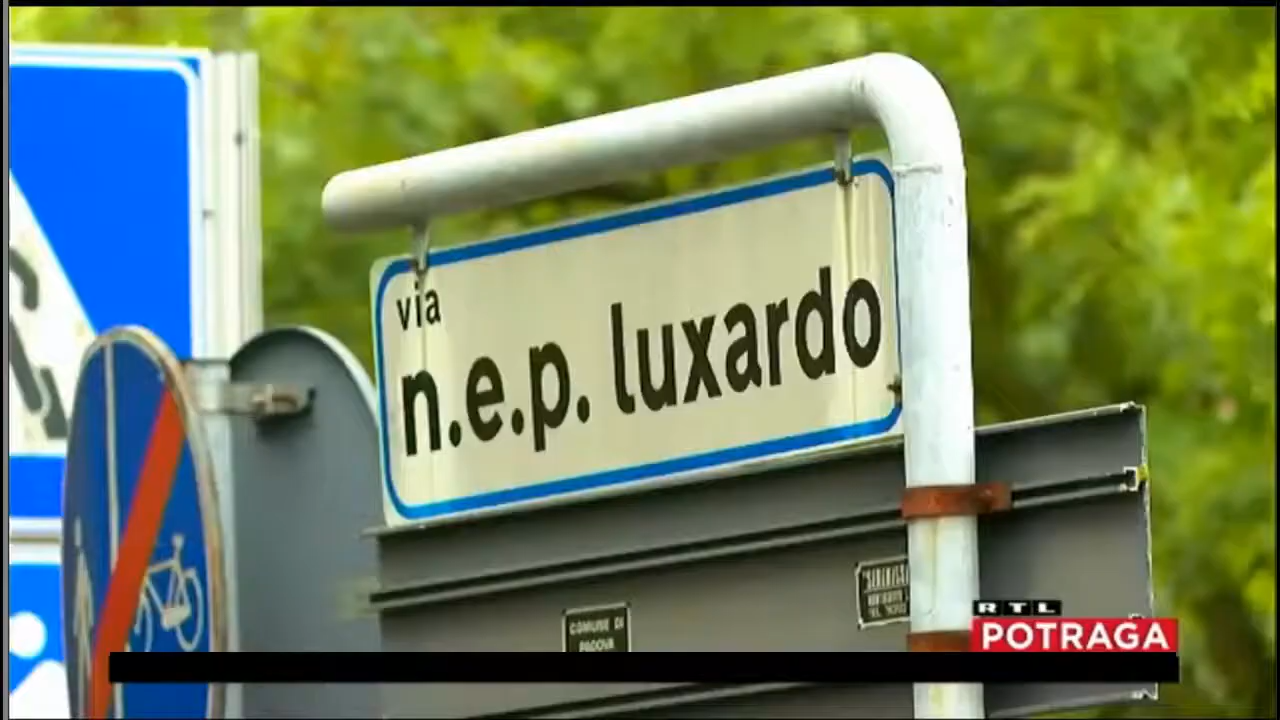 via
n.e.p. luxardo
COMUNE DI
PADOVA
RTL
POTRAGA